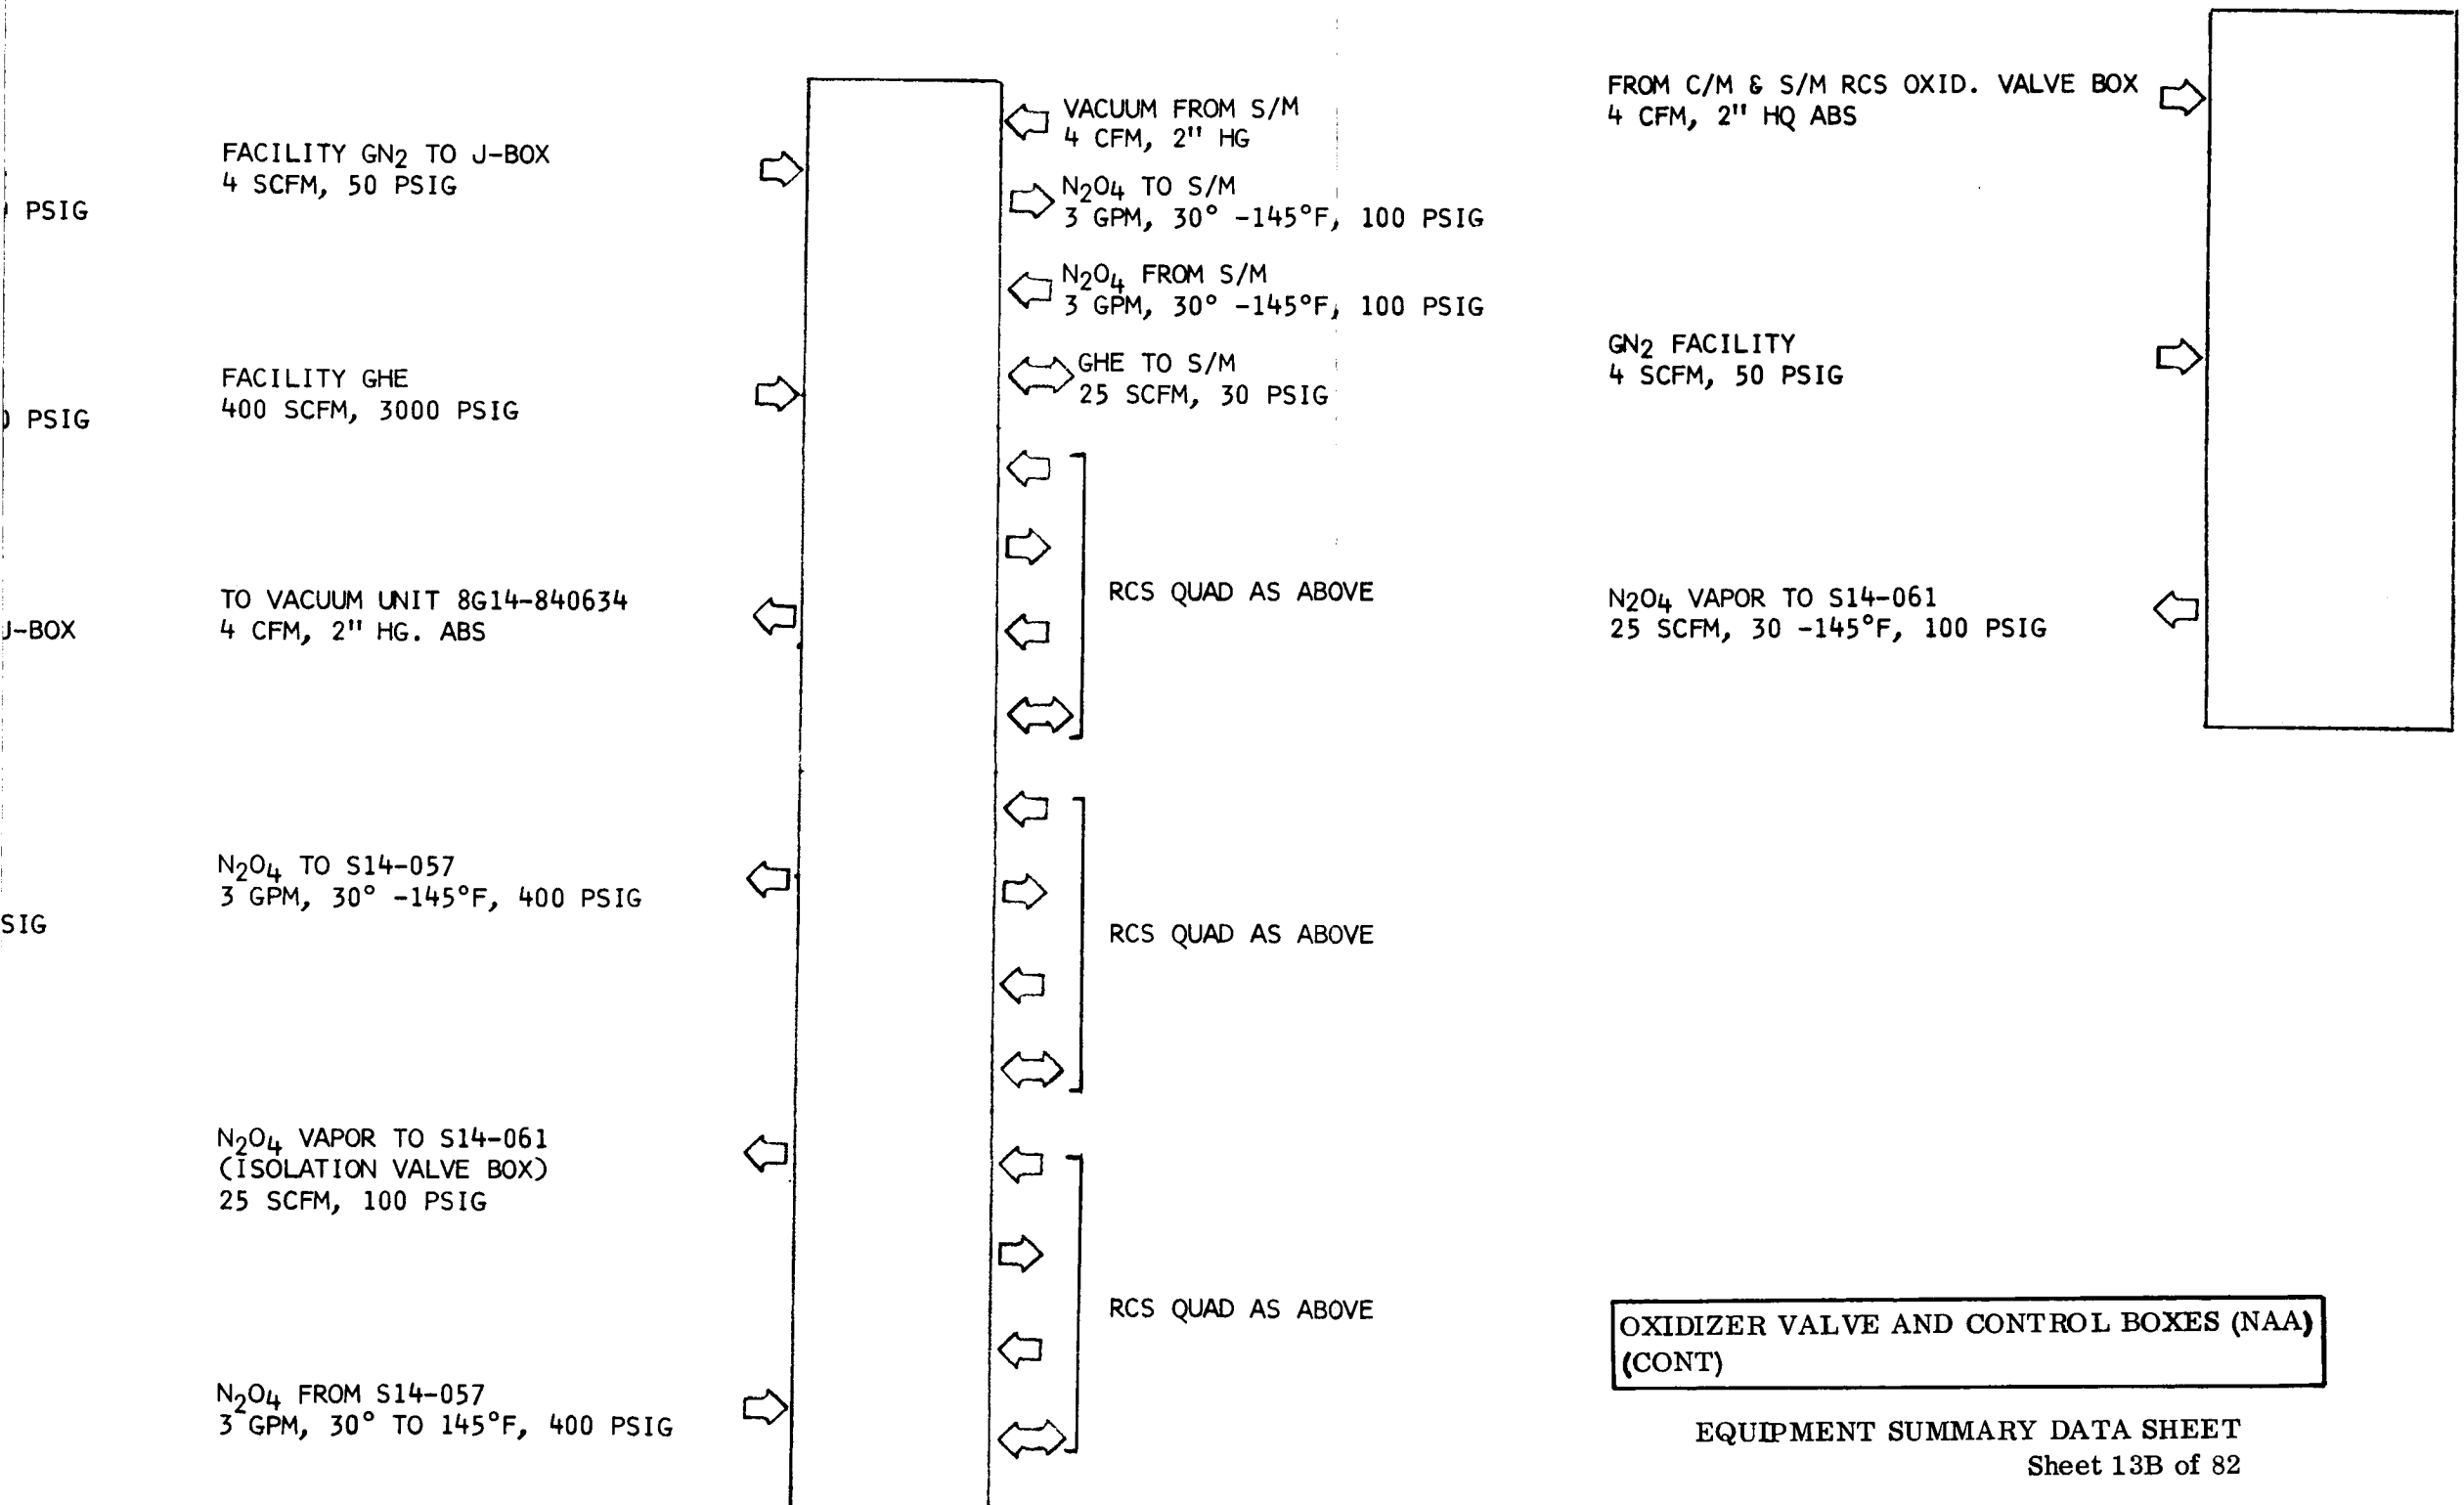 PSIG
PSIG
J-BOX
SIG
FACILITY GN2 TO J-BOX
4 SCFM, 50 PSIG
FACILITY GHE
400 SCFM, 3000 PSIG
TO VACUUM UNIT 8G14-840634
4 CFM, 2" HG. ABS
N2O4 TO S14-057
3 GPM, 30° -145°F, 400 PSIG
N2O4 VAPOR TO S14-061
(ISOLATION VALVE BOX)
25 SCFM, 100 PSIG
N2O4 FROM S14-057
3 GPM, 30° TO 145°F, 400 PSIG
VACUUM FROM S/M
4 CFM, 2" HG
N2O4 TO S/M
3 GPM, 30° -145°F, 100 PSIG
N2O4 FROM S/M
3 GPM, 30° -145°F, 100 PSIG
GHE TO S/M
25 SCFM, 30 PSIG
RCS QUAD AS ABOVE
RCS QUAD AS ABOVE
RCS QUAD AS ABOVE
FROM C/M & S/M RCS OXID. VALVE BOX
4 CFM, 2" HQ ABS
GN2 FACILITY
4 SCFM, 50 PSIG
N2O4 VAPOR TO S14-061
25 SCFM, 30 -145°F, 100 PSIG
OXIDIZER VALVE AND CONTROL BOXES (NAA)
(CONT)
EQUIPMENT SUMMARY DATA SHEET
Sheet 13B of 82